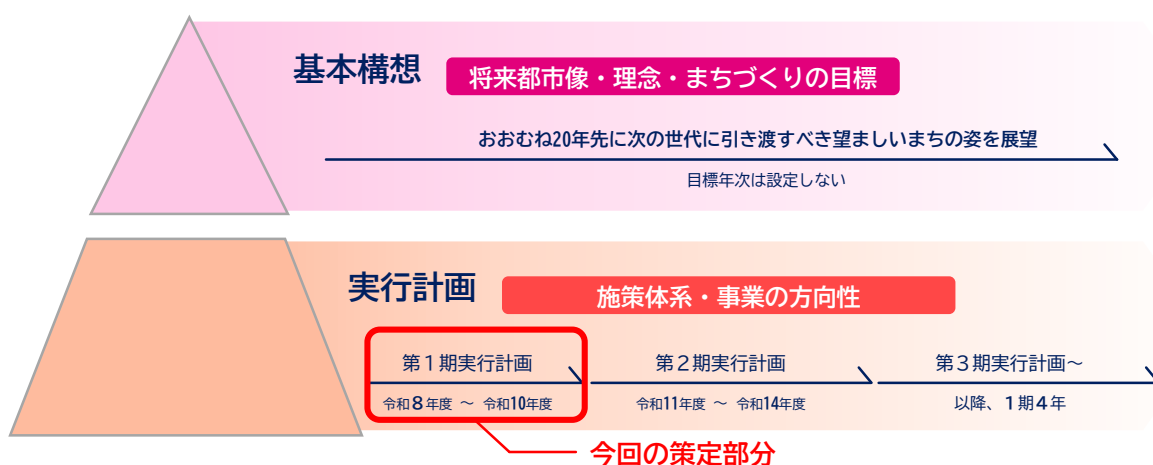 基本構想
将来都市像・理念・まちづくりの目標
おおむね20年先に次の世代に引き渡すべき望ましいまちの姿を展望
目標年次は設定しない
実行計画
施策体系・事業の方向性
第1期実行計画
第2期実行計画
第3期実行計画~
令和8年度 ~ 令和10年度
令和11年度 ~ 令和14年度
以降、1期4年
今回の策定部分